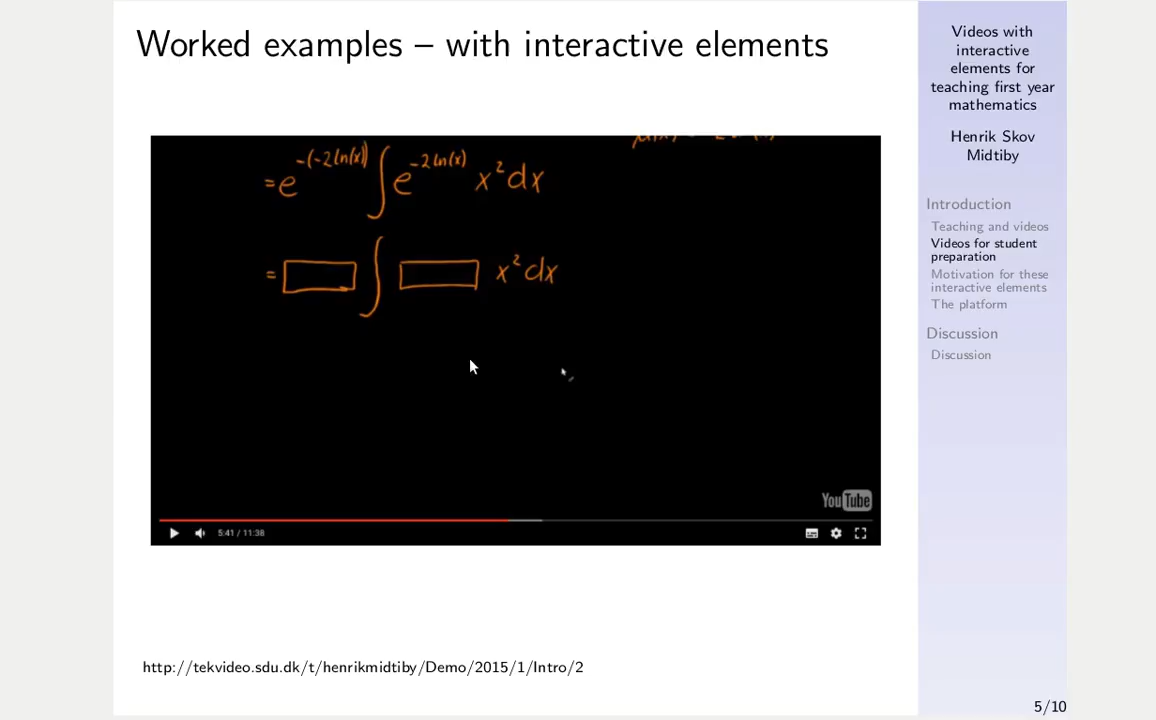 Worked examples – with interactive elements
= e^{-(-2 ln(x))} ∫ e^{-2 ln(x)} x² dx
= ∫ x² dx
YouTube
5:41 / 11:38
http://tekvideo.sdu.dk/t/henrikmidtiby/Demo/2015/1/Intro/2
Videos with
interactive
elements for
teaching first year
mathematics
Henrik Skov
Midtiby
Introduction
Teaching and videos
Videos for student
preparation
Motivation for these
interactive elements
The platform
Discussion
Discussion
5/10